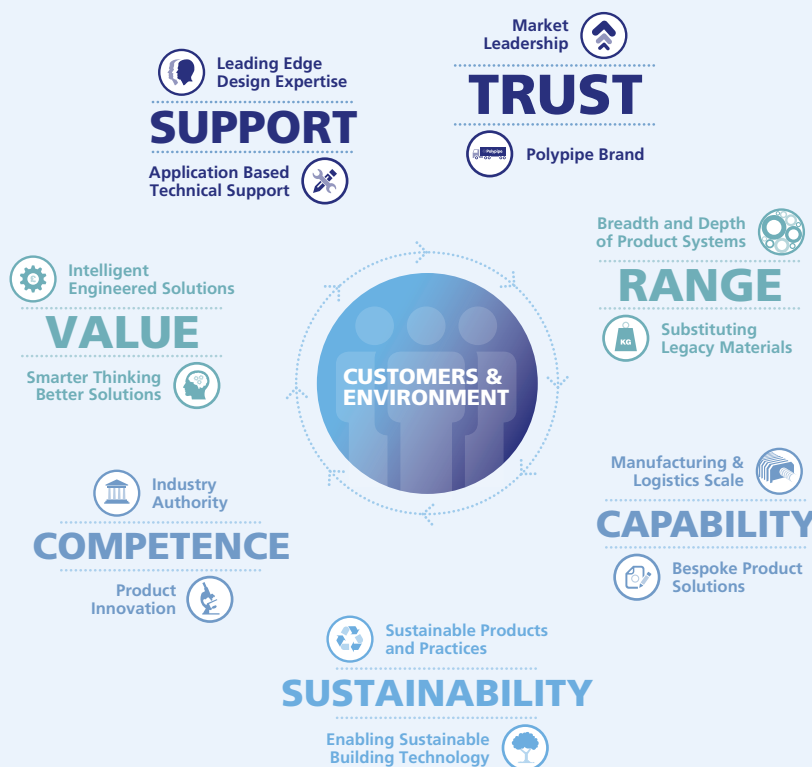 Market
Leadership
TRUST
Polypipe
Polypipe Brand
Leading Edge
Design Expertise
SUPPORT
Application Based
Technical Support
Breadth and Depth
of Product Systems
RANGE
KG
Substituting
Legacy Materials
Intelligent
Engineered Solutions
£
VALUE
Smarter Thinking
Better Solutions
CUSTOMERS &
ENVIRONMENT
Manufacturing &
Logistics Scale
CAPABILITY
Bespoke Product
Solutions
Industry
Authority
COMPETENCE
Product
Innovation
Sustainable Products
and Practices
SUSTAINABILITY
Enabling Sustainable
Building Technology